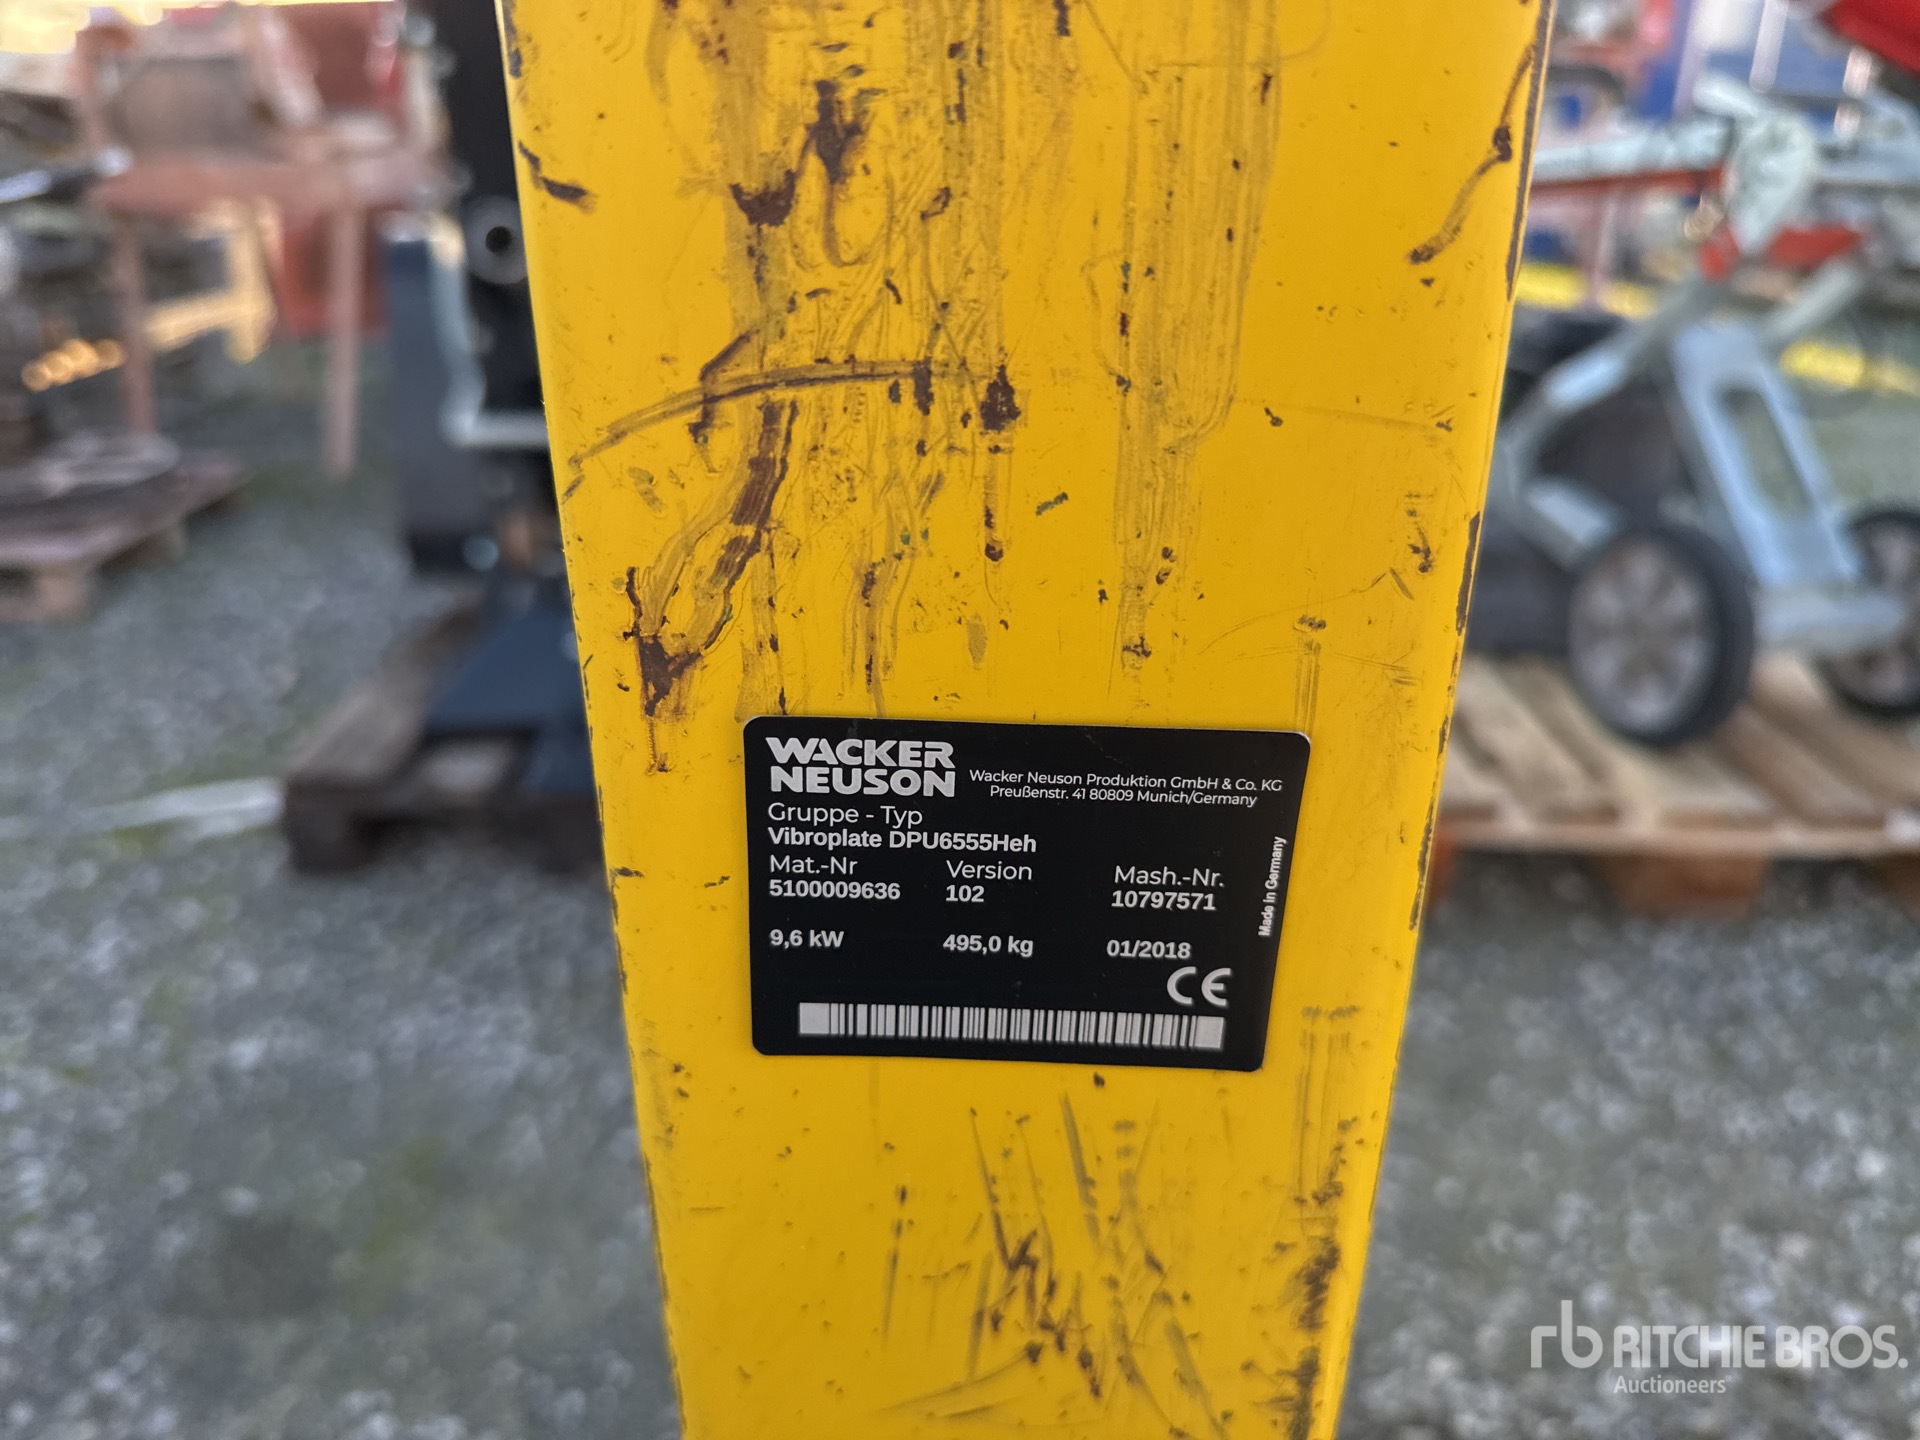 WACKER
NEUSON
Wacker Neuson Produktion GmbH & Co. KG
Preußenstr. 41 80809 Munich/Germany
Gruppe - Typ
Vibroplate DPU6555Heh
Mat.-Nr Version Mash.-Nr.
5100009636 102 10797571
9,6 kW 495,0 kg 01/2018
CE
Made in Germany
rb RITCHIE BROS.
Auctioneers